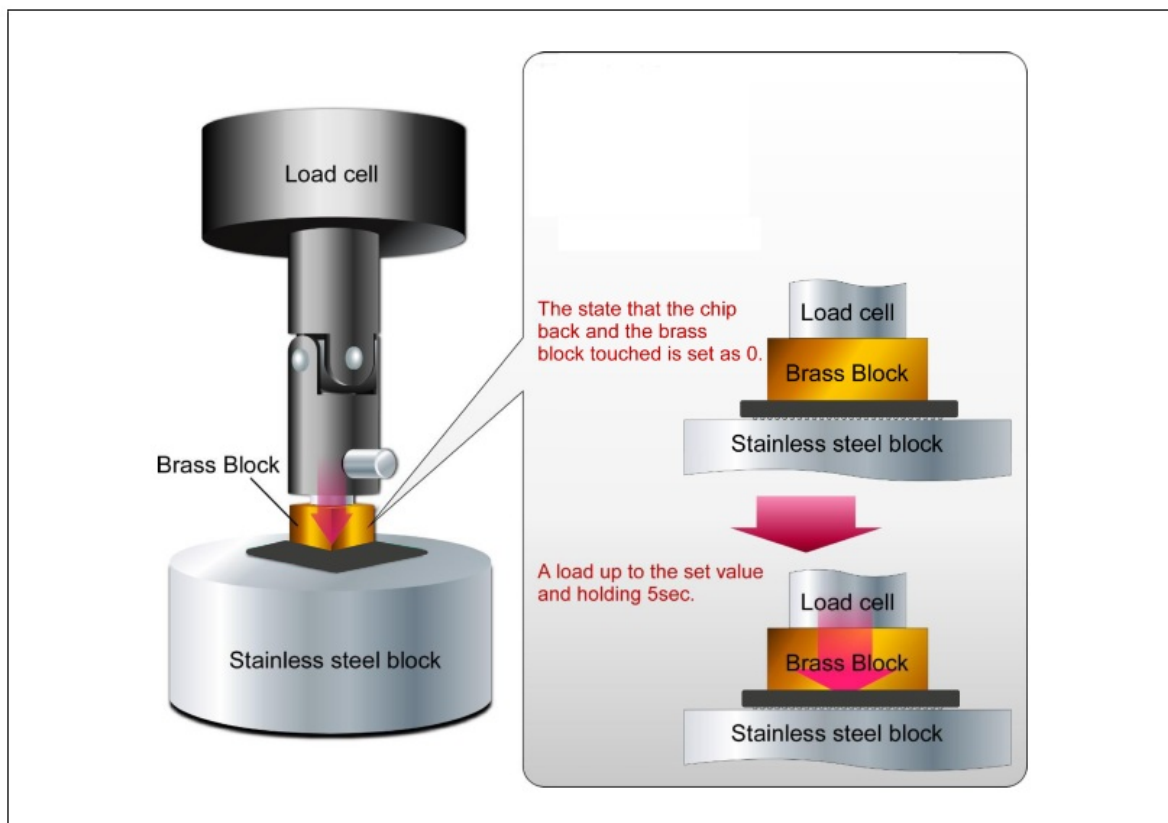 Load cell
Brass Block
Stainless steel block
The state that the chip
back and the brass
block touched is set as 0.
Load cell
Brass Block
Stainless steel block
A load up to the set value
and holding 5sec.
Load cell
Brass Block
Stainless steel block